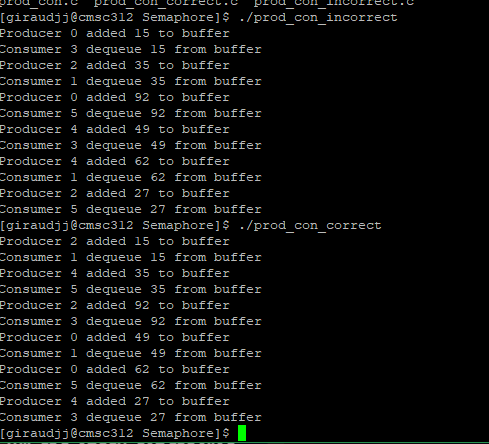 prod_con.c  prod_con_correct.c  prod_con_incorrect.c
[giraudjj@cmsc312 Semaphore]$ ./prod_con_incorrect
Producer 0 added 15 to buffer
Consumer 3 dequeue 15 from buffer
Producer 2 added 35 to buffer
Consumer 1 dequeue 35 from buffer
Producer 0 added 92 to buffer
Consumer 5 dequeue 92 from buffer
Producer 4 added 49 to buffer
Consumer 3 dequeue 49 from buffer
Producer 4 added 62 to buffer
Consumer 1 dequeue 62 from buffer
Producer 2 added 27 to buffer
Consumer 5 dequeue 27 from buffer
[giraudjj@cmsc312 Semaphore]$ ./prod_con_correct
Producer 2 added 15 to buffer
Consumer 1 dequeue 15 from buffer
Producer 4 added 35 to buffer
Consumer 5 dequeue 35 from buffer
Producer 2 added 92 to buffer
Consumer 3 dequeue 92 from buffer
Producer 0 added 49 to buffer
Consumer 1 dequeue 49 from buffer
Producer 0 added 62 to buffer
Consumer 5 dequeue 62 from buffer
Producer 4 added 27 to buffer
Consumer 3 dequeue 27 from buffer
[giraudjj@cmsc312 Semaphore]$